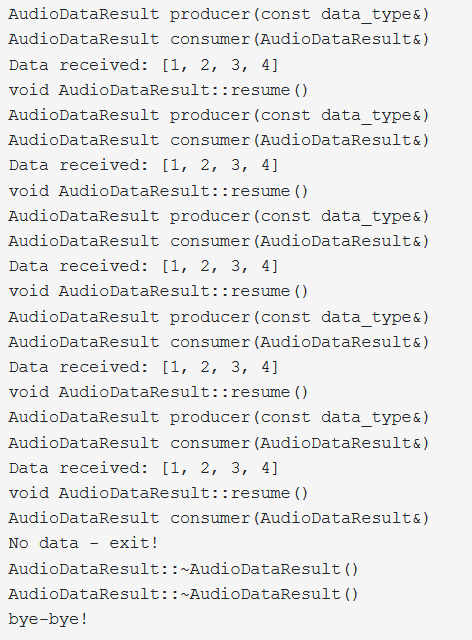 AudioDataResult producer(const data_type&)
AudioDataResult consumer(AudioDataResult&)
Data received: [1, 2, 3, 4]
void AudioDataResult::resume()
AudioDataResult producer(const data_type&)
AudioDataResult consumer(AudioDataResult&)
Data received: [1, 2, 3, 4]
void AudioDataResult::resume()
AudioDataResult producer(const data_type&)
AudioDataResult consumer(AudioDataResult&)
Data received: [1, 2, 3, 4]
void AudioDataResult::resume()
AudioDataResult producer(const data_type&)
AudioDataResult consumer(AudioDataResult&)
Data received: [1, 2, 3, 4]
void AudioDataResult::resume()
AudioDataResult producer(const data_type&)
AudioDataResult consumer(AudioDataResult&)
Data received: [1, 2, 3, 4]
void AudioDataResult::resume()
AudioDataResult consumer(AudioDataResult&)
No data - exit!
AudioDataResult::~AudioDataResult()
AudioDataResult::~AudioDataResult()
bye-bye!